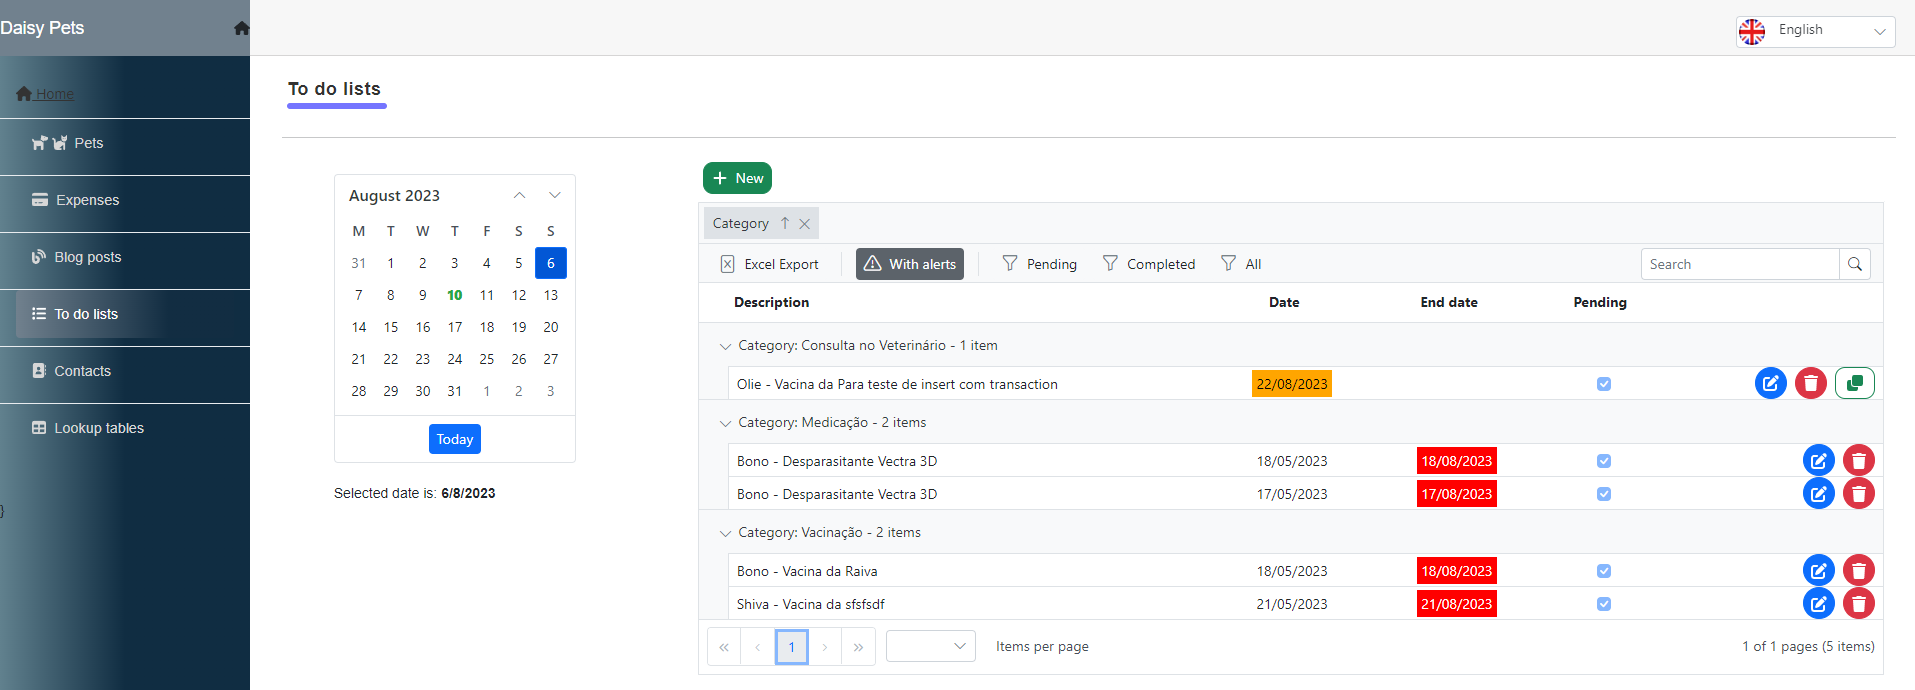 Daisy Pets
English
Home
Pets
Expenses
Blog posts
To do lists
Contacts
Lookup tables
}
To do lists
August 2023
M T W T F S S
31 1 2 3 4 5 6
7 8 9 10 11 12 13
14 15 16 17 18 19 20
21 22 23 24 25 26 27
28 29 30 31 1 2 3
Today
Selected date is: 6/8/2023
New
Category
Excel Export With alerts Pending Completed All Search
Description Date End date Pending
Category: Consulta no Veterinário - 1 item
Olie - Vacina da Para teste de insert com transaction 22/08/2023
Category: Medicação - 2 items
Bono - Desparasitante Vectra 3D 18/05/2023 18/08/2023
Bono - Desparasitante Vectra 3D 17/05/2023 17/08/2023
Category: Vacinação - 2 items
Bono - Vacina da Raiva 18/05/2023 18/08/2023
Shiva - Vacina da sfsfsdf 21/05/2023 21/08/2023
1 Items per page 1 of 1 pages (5 items)